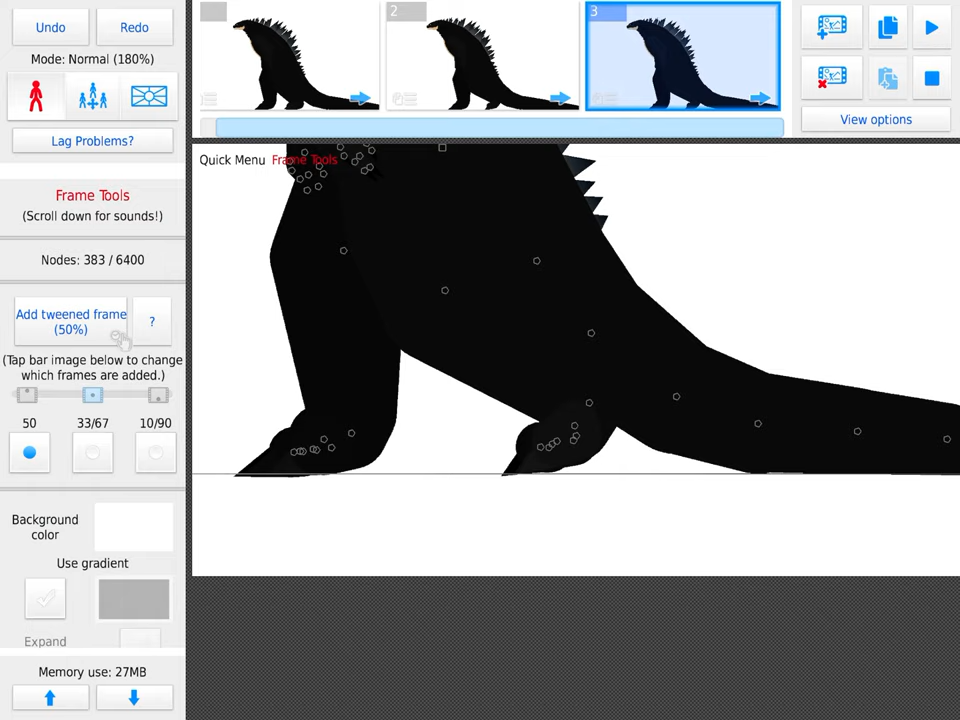 Undo
Redo
Mode: Normal (180%)
Lag Problems?
Frame Tools
(Scroll down for sounds!)
Nodes: 383 / 6400
Add tweened frame
(50%)
?
(Tap bar image below to change
which frames are added.)
50
33/67
10/90
Background
color
Use gradient
Expand
Memory use: 27MB
2
3
View options
Quick Menu
Frame Tools